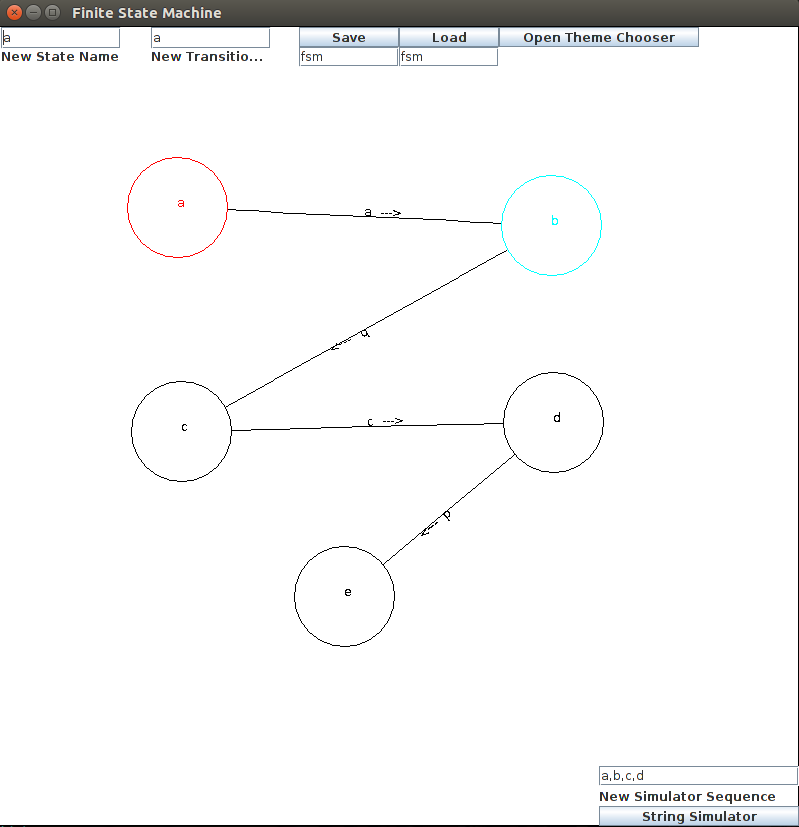 Finite State Machine
a
a
Save
Load
Open Theme Chooser
New State Name
New Transitio...
fsm
fsm
a
a --->
b
b --->
c
c --->
d
d --->
e
a,b,c,d
New Simulator Sequence
String Simulator